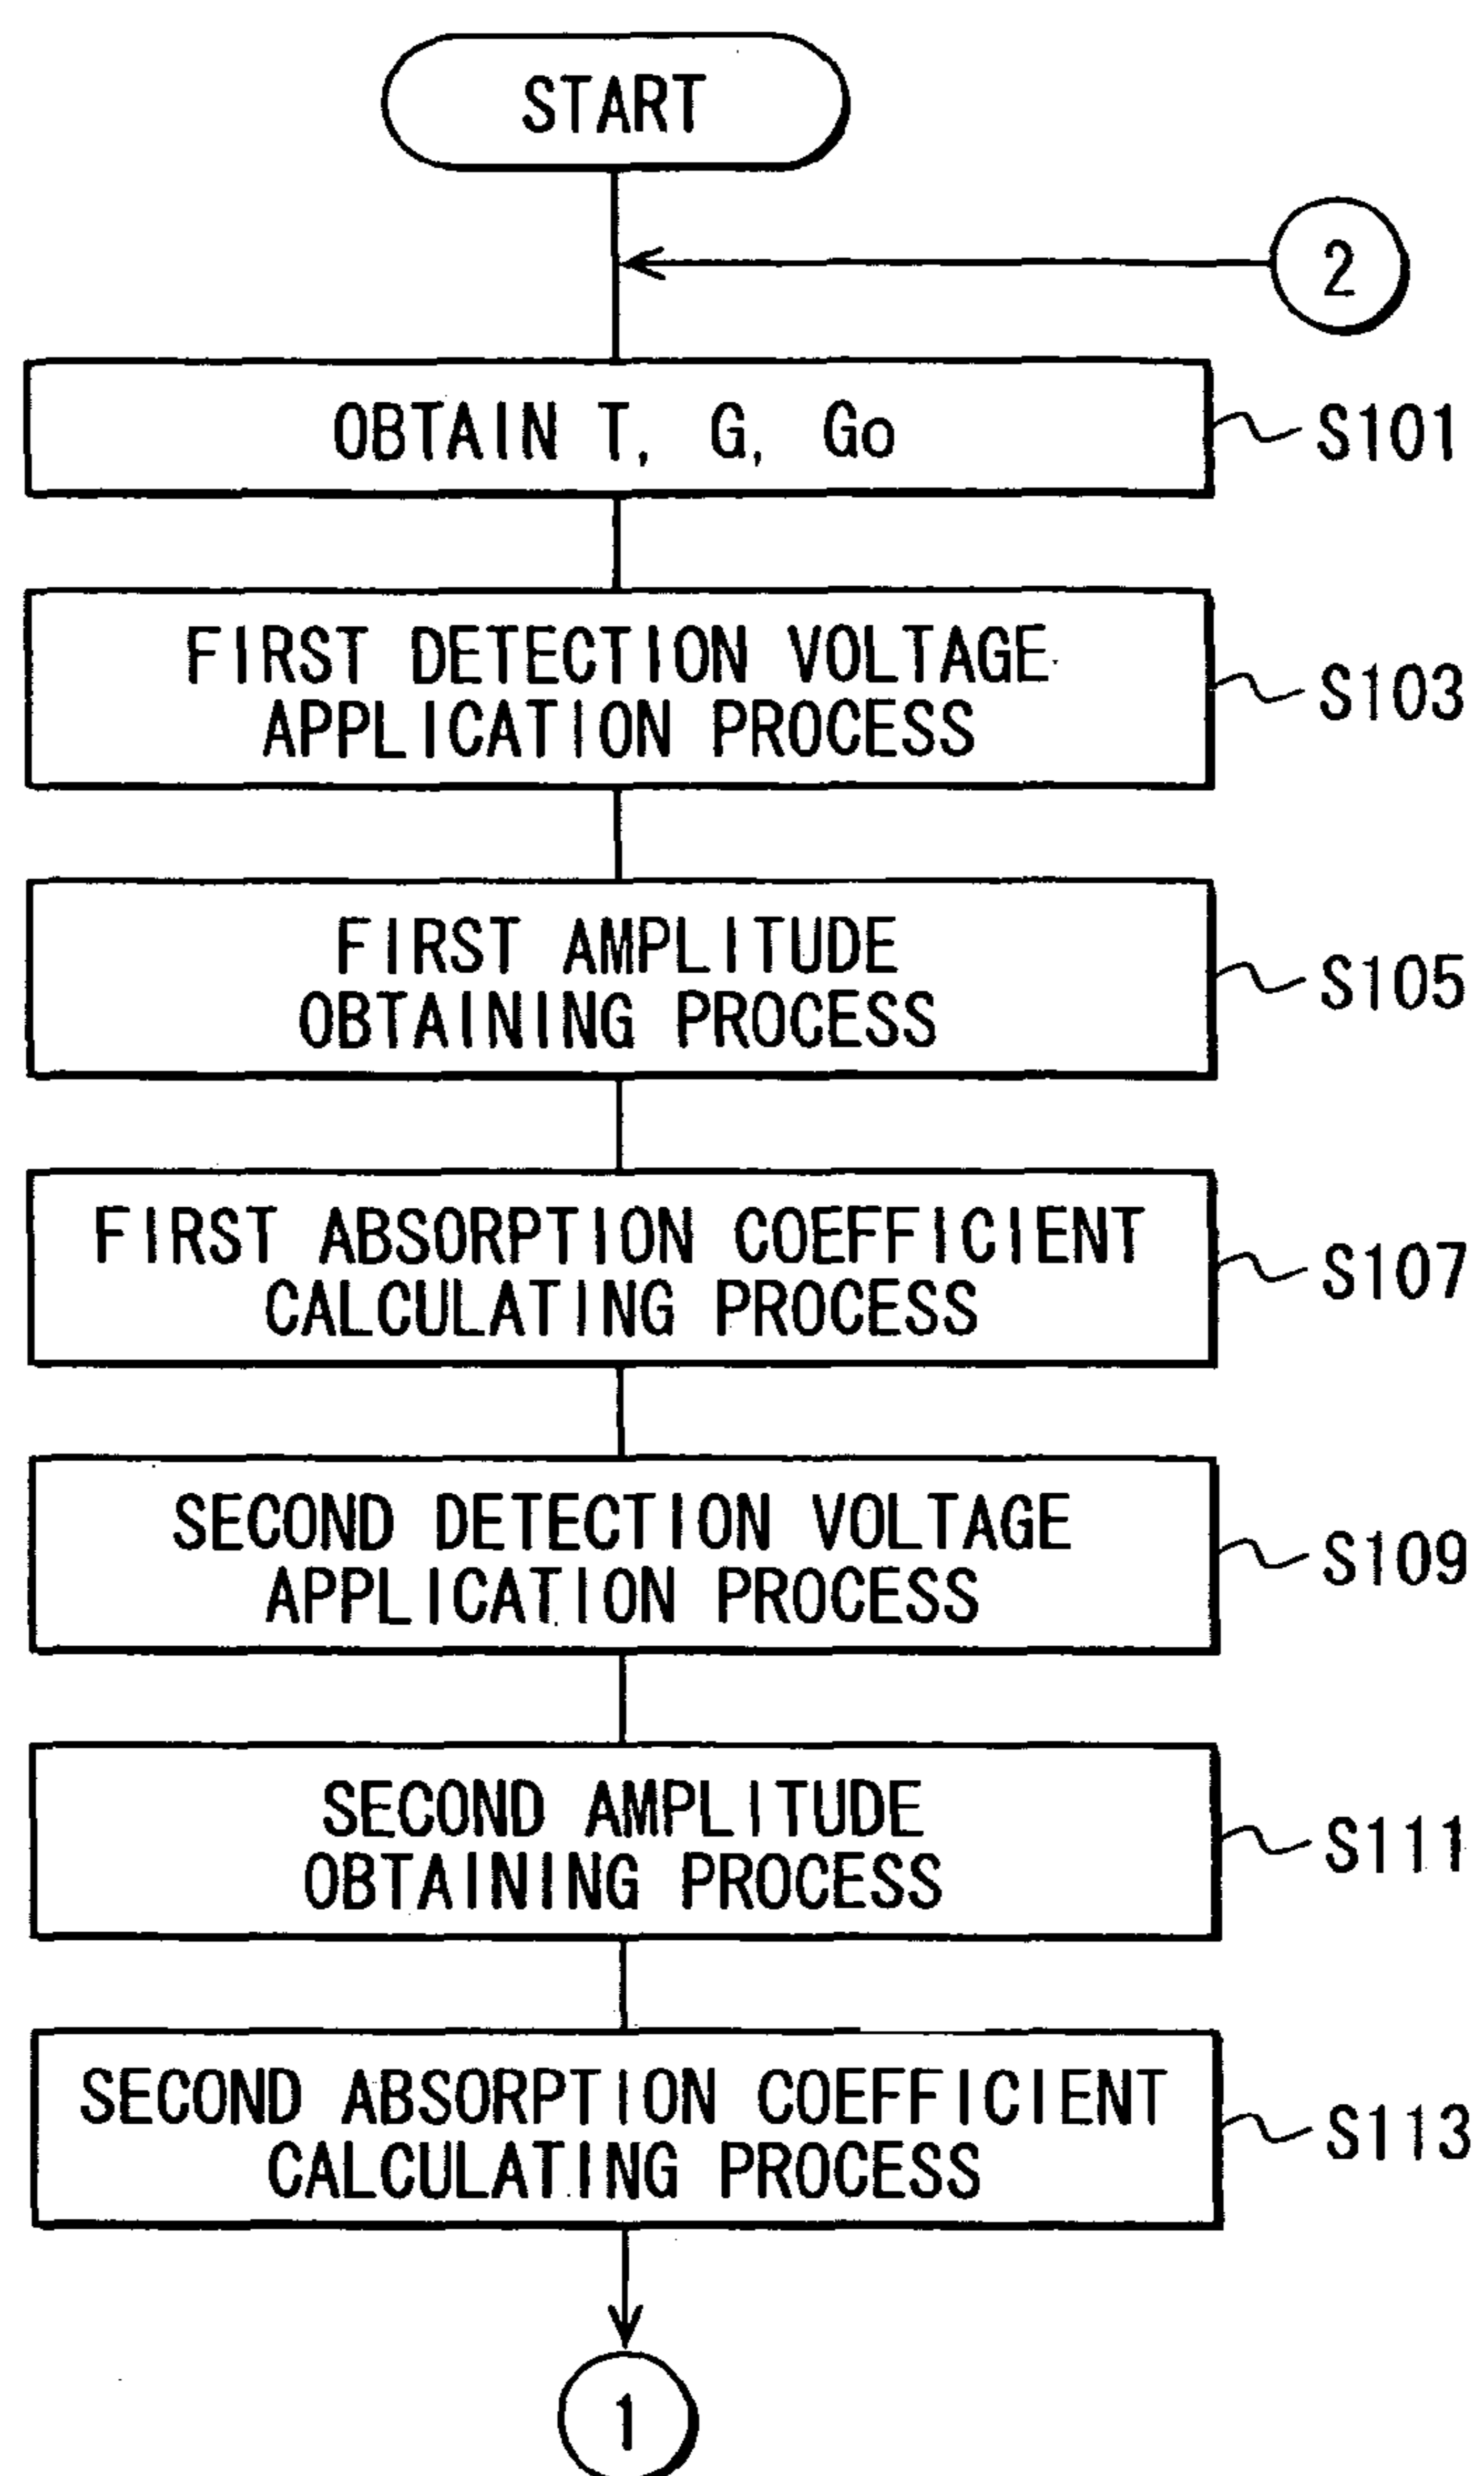 START
2
OBTAIN T, G, Go
S101
FIRST DETECTION VOLTAGE
APPLICATION PROCESS
S103
FIRST AMPLITUDE
OBTAINING PROCESS
S105
FIRST ABSORPTION COEFFICIENT
CALCULATING PROCESS
S107
SECOND DETECTION VOLTAGE
APPLICATION PROCESS
S109
SECOND AMPLITUDE
OBTAINING PROCESS
S111
SECOND ABSORPTION COEFFICIENT
CALCULATING PROCESS
S113
1